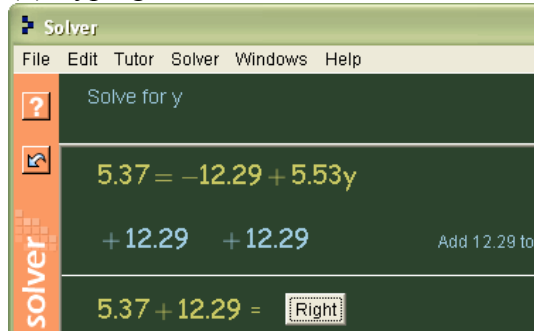 Solver
File Edit Tutor Solver Windows Help
?
Solve for y
5.37 = −12.29 + 5.53y
+ 12.29 + 12.29
Add 12.29 to
5.37 + 12.29 =
Right
solver